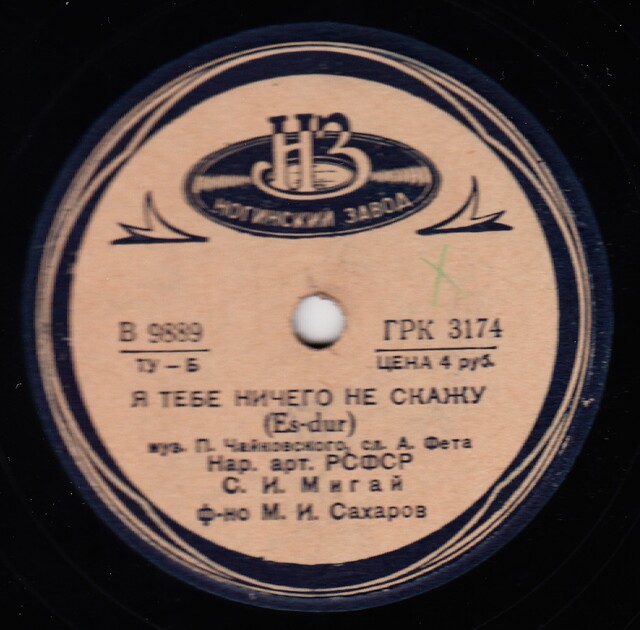 НЗ
НОГИНСКИЙ ЗАВОД
В 9889
ТУ – Б
ГРК 3174
ЦЕНА 4 руб.
Я ТЕБЕ НИЧЕГО НЕ СКАЖУ
(Es-dur)
муз. П. Чайковского, сл. А. Фета
Нар. арт. РСФСР
С. И. Мигай
ф-но М. И. Сахаров